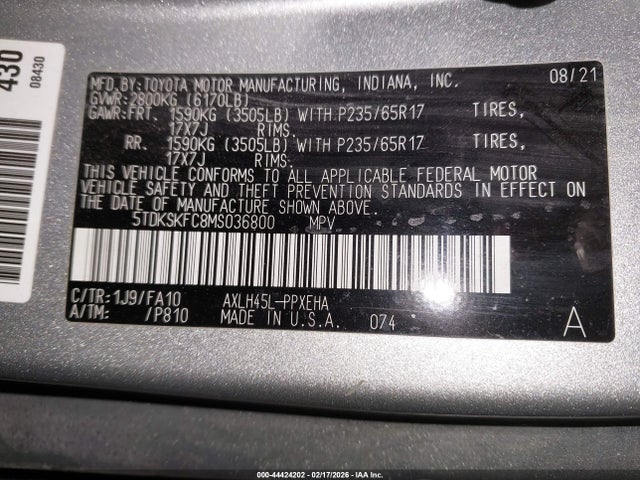 430
08430
MFD.BY:TOYOTA MOTOR MANUFACTURING, INDIANA, INC. 08/21
GVWR:2800KG (6170LB)
GAWR:FRT. 1590KG (3505LB) WITH P235/65R17 TIRES,
17X7J RIMS.
RR. 1590KG (3505LB) WITH P235/65R17 TIRES,
17X7J RIMS.
THIS VEHICLE CONFORMS TO ALL APPLICABLE FEDERAL MOTOR
VEHICLE SAFETY AND THEFT PREVENTION STANDARDS IN EFFECT ON
THE DATE OF MANUFACTURE SHOWN ABOVE.
5TDKSKFC8MS036800 MPV
C/TR:1J9/FA10 AXLH45L-PPXEHA
A/TM: /P810 MADE IN U.S.A. 074 A
000-44424202 - 02/17/2026 - IAA Inc.